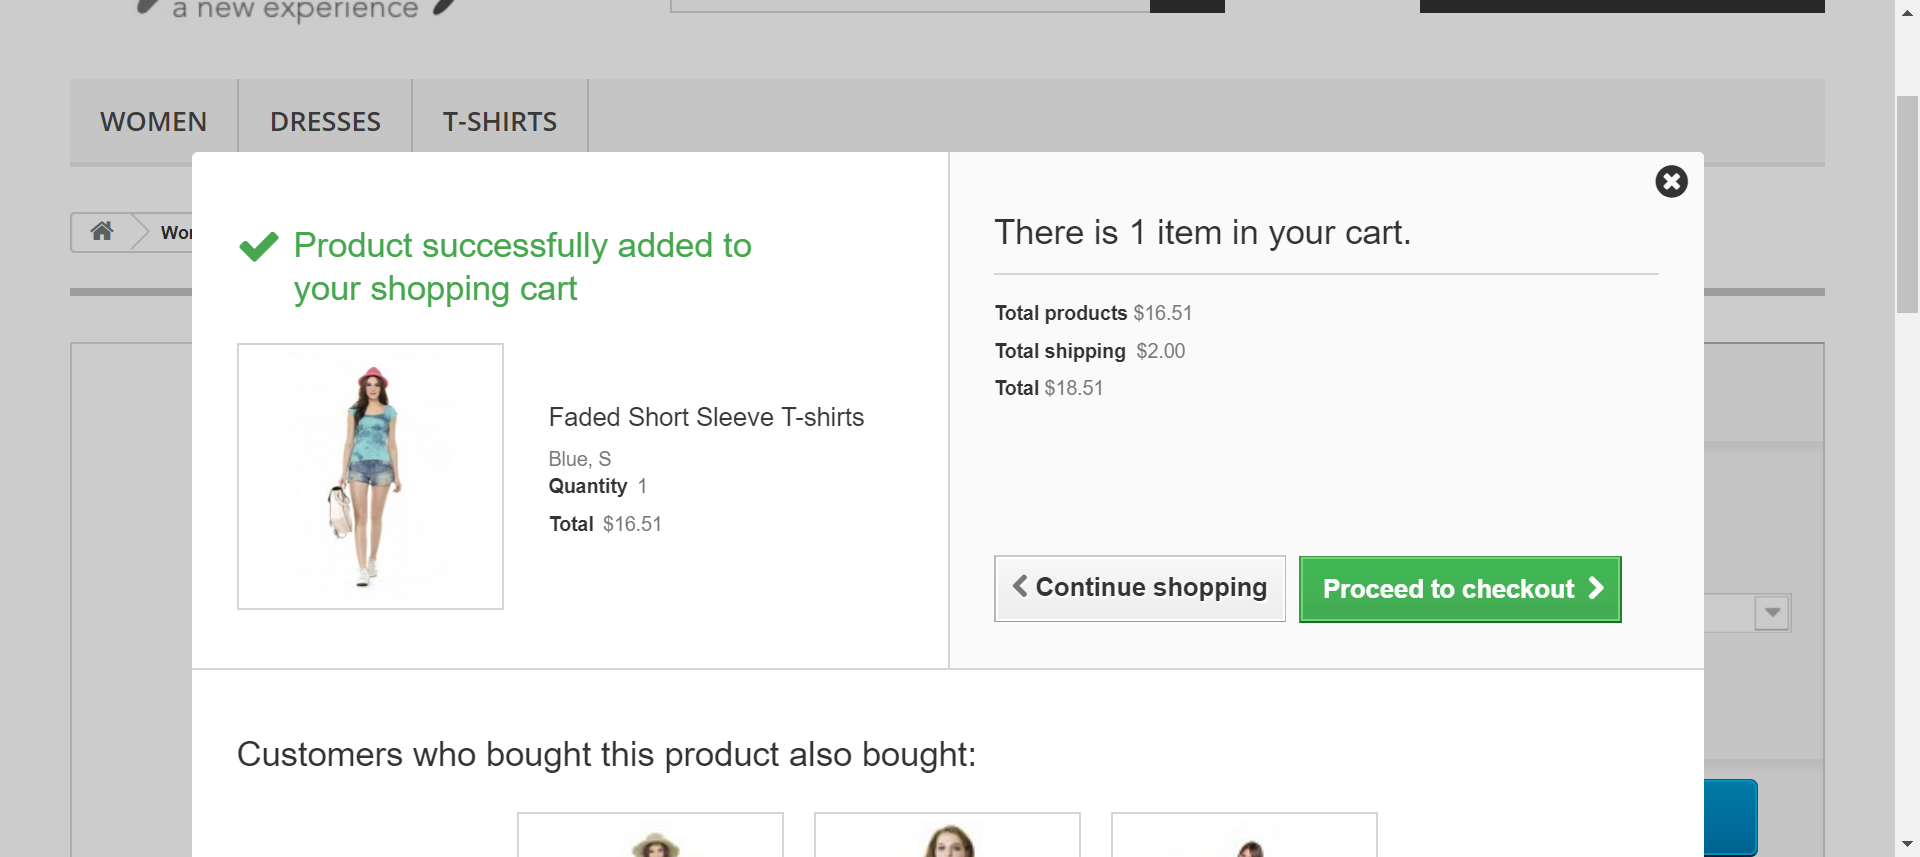 a new experience
WOMEN
DRESSES
T-SHIRTS
Product successfully added to
your shopping cart
Faded Short Sleeve T-shirts
Blue, S
Quantity 1
Total $16.51
There is 1 item in your cart.
Total products $16.51
Total shipping $2.00
Total $18.51
Continue shopping
Proceed to checkout
Customers who bought this product also bought: